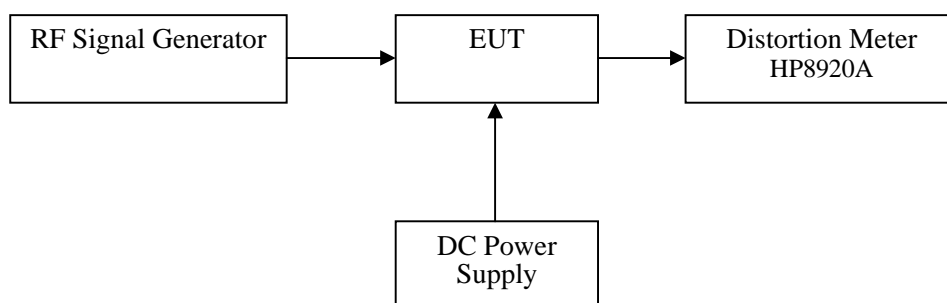 RF Signal Generator
EUT
Distortion Meter
HP8920A
DC Power
Supply